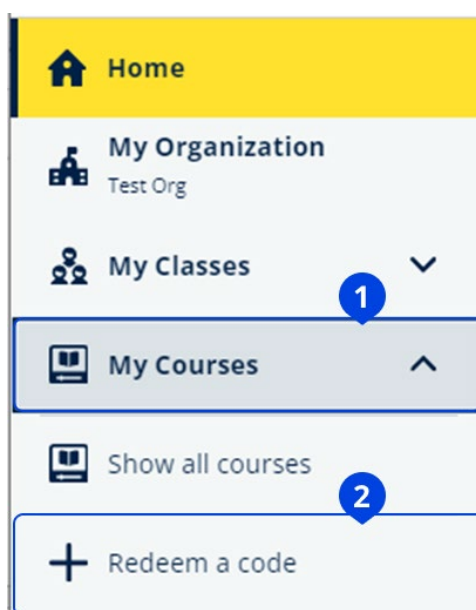 Home
My Organization
Test Org
My Classes
1
My Courses
Show all courses
2
Redeem a code